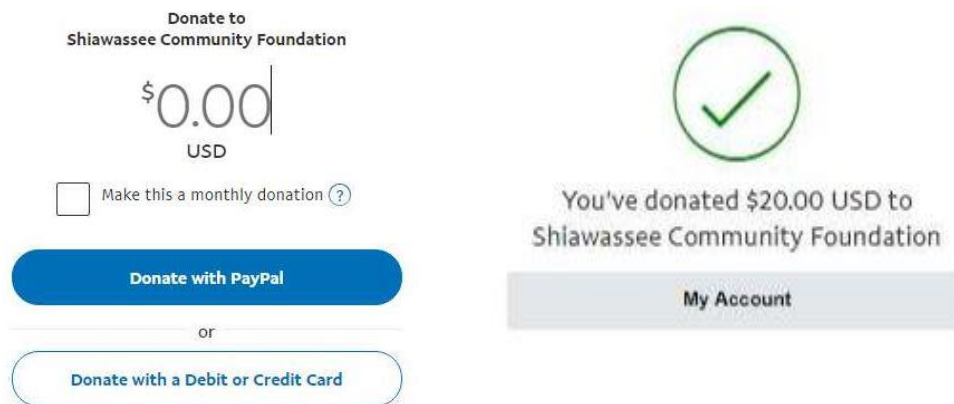 Donate to
Shiawassee Community Foundation
$0.00
USD
Make this a monthly donation ?
Donate with PayPal
or
Donate with a Debit or Credit Card
You've donated $20.00 USD to
Shiawassee Community Foundation
My Account